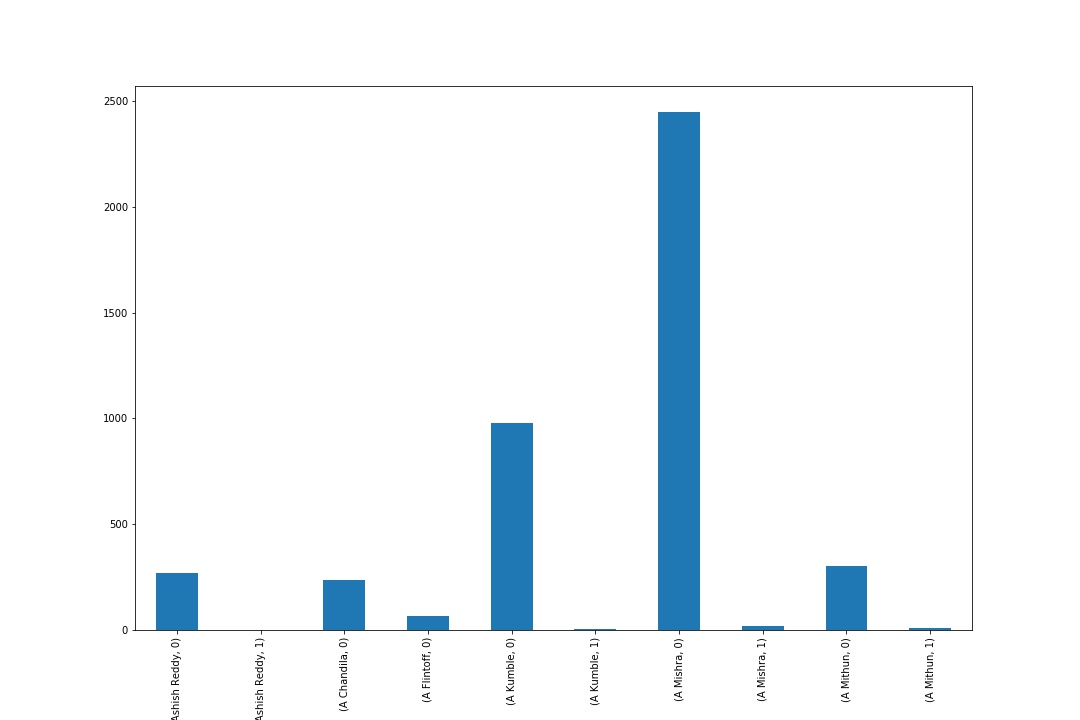 2500
2000
1500
1000
500
0
Ashish Reddy, 0)
Ashish Reddy, 1)
(A Chandila, 0)
(A Flintoff, 0)
(A Kumble, 0)
(A Kumble, 1)
(A Mishra, 0)
(A Mishra, 1)
(A Mithun, 0)
(A Mithun, 1)